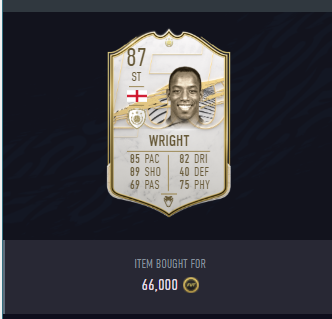 87
ST
WRIGHT
85 PAC 82 DRI
89 SHO 40 DEF
69 PAS 75 PHY
ITEM BOUGHT FOR
66,000